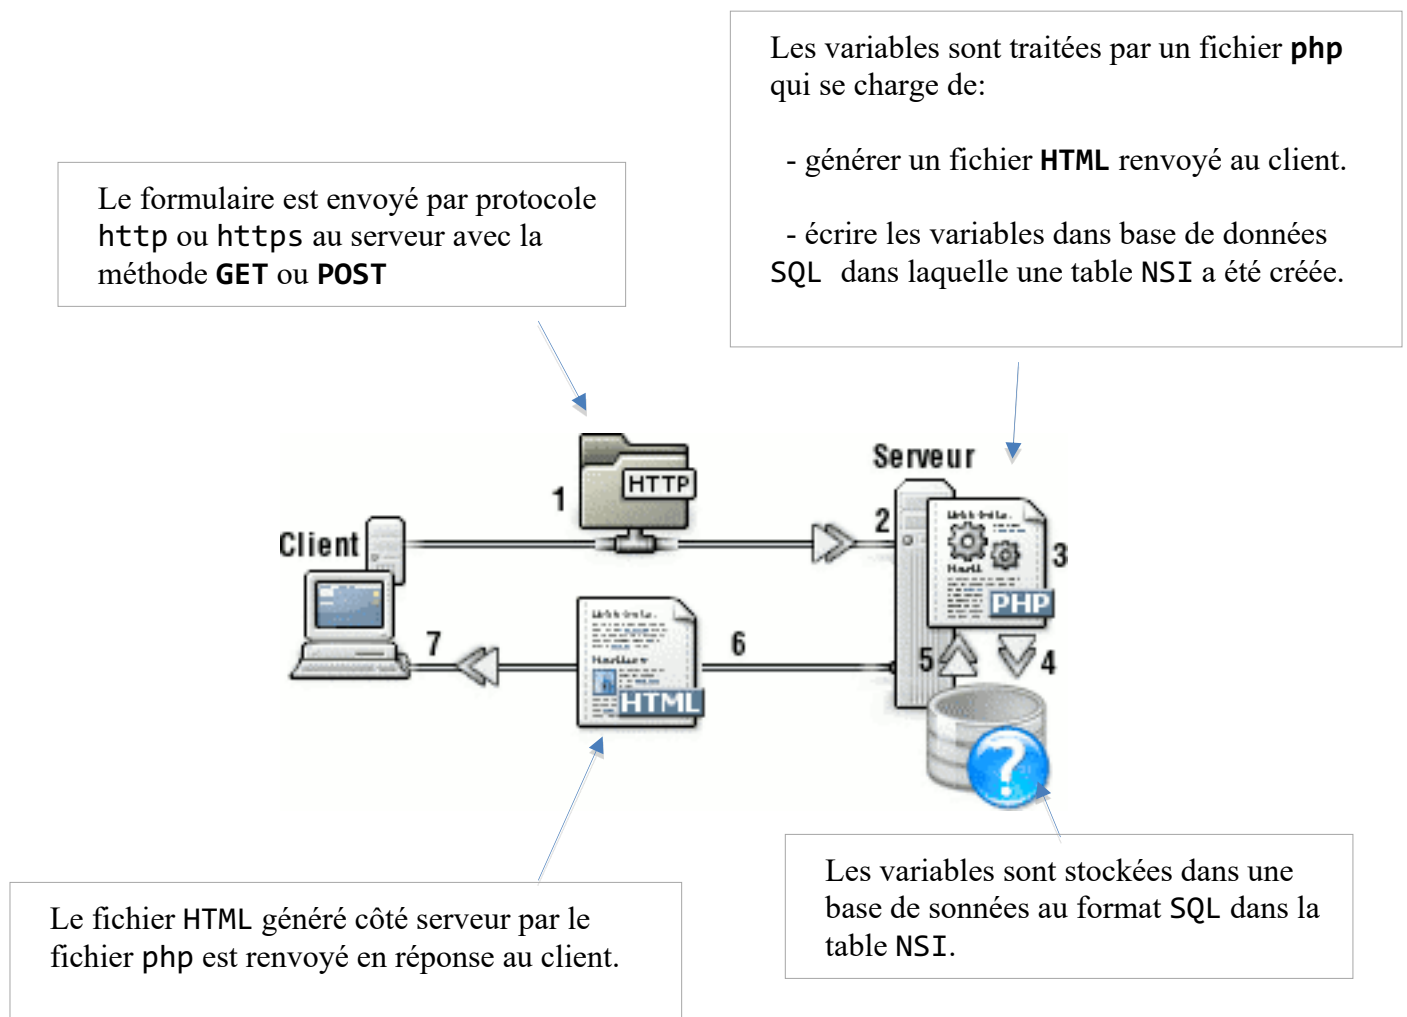 Les variables sont traitées par un fichier php
qui se charge de:
- générer un fichier HTML renvoyé au client.
- écrire les variables dans base de données
SQL dans laquelle une table NSI a été créée.
Le formulaire est envoyé par protocole
http ou https au serveur avec la
méthode GET ou POST
Serveur
HTTP
1
2
3
Client
PHP
7
6
5
4
HTML
Les variables sont stockées dans une
base de sonnées au format SQL dans la
table NSI.
Le fichier HTML généré côté serveur par le
fichier php est renvoyé en réponse au client.